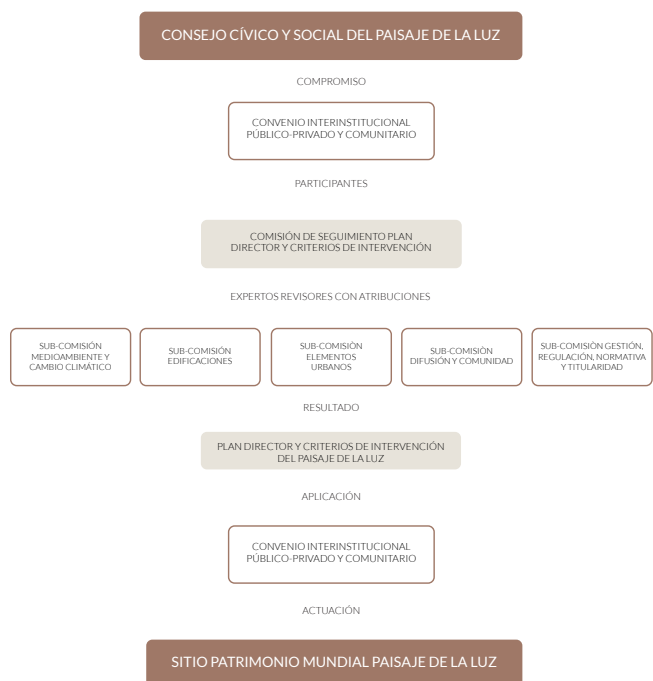 CONSEJO CÍVICO Y SOCIAL DEL PAISAJE DE LA LUZ
COMPROMISO
CONVENIO INTERINSTITUCIONAL
PÚBLICO-PRIVADO Y COMUNITARIO
PARTICIPANTES
COMISIÓN DE SEGUIMIENTO PLAN
DIRECTOR Y CRITERIOS DE INTERVENCIÓN
EXPERTOS REVISORES CON ATRIBUCIONES
SUB-COMISIÓN
MEDIOAMBIENTE Y
CAMBIO CLIMÁTICO
SUB-COMISIÓN
EDIFICACIONES
SUB-COMISIÒN
ELEMENTOS
URBANOS
SUB-COMISIÒN
DIFUSIÓN Y COMUNIDAD
SUB-COMISIÒN GESTIÓN,
REGULACIÓN, NORMATIVA
Y TITULARIDAD
RESULTADO
PLAN DIRECTOR Y CRITERIOS DE INTERVENCIÓN
DEL PAISAJE DE LA LUZ
APLICACIÓN
CONVENIO INTERINSTITUCIONAL
PÚBLICO-PRIVADO Y COMUNITARIO
ACTUACIÓN
SITIO PATRIMONIO MUNDIAL PAISAJE DE LA LUZ